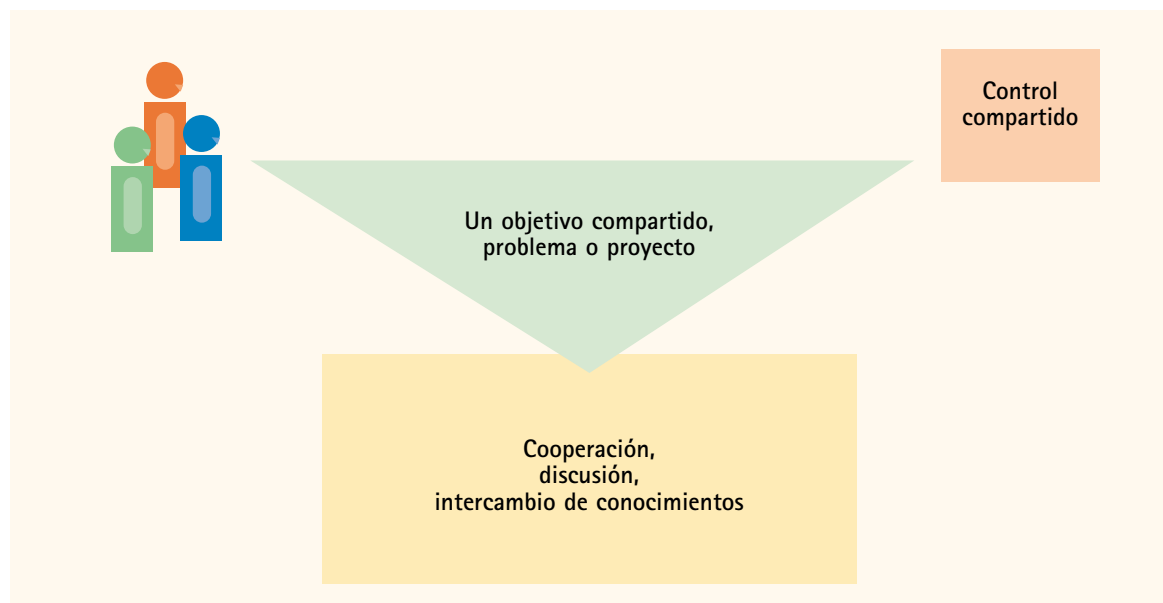 Control
compartido
Un objetivo compartido,
problema o proyecto
Cooperación,
discusión,
intercambio de conocimientos